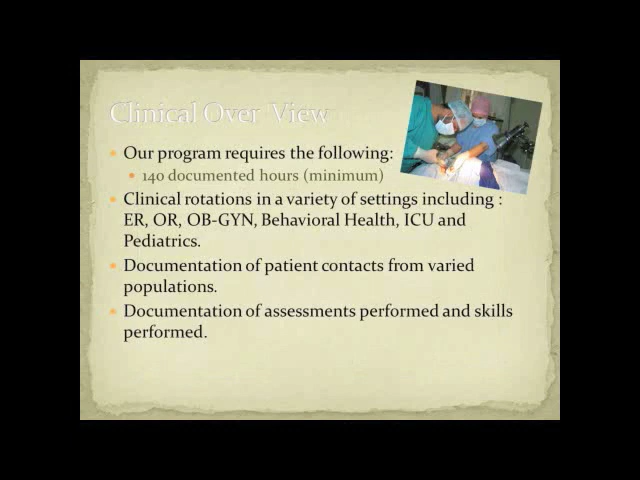 Clinical Over View
Our program requires the following:
140 documented hours (minimum)
Clinical rotations in a variety of settings including :
ER, OR, OB-GYN, Behavioral Health, ICU and
Pediatrics.
Documentation of patient contacts from varied
populations.
Documentation of assessments performed and skills
performed.